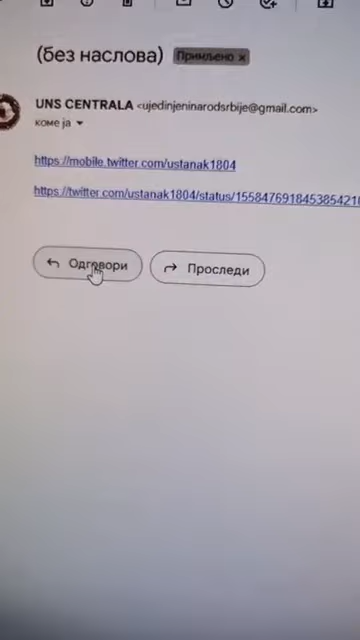 (без наслова) Примљено ×
UNS CENTRALA <ujedinjeninarodsrbije@gmail.com>
коме ја
https://mobile.twitter.com/ustanak1804
https://twitter.com/ustanak1804/status/155847691845385421
Одговори
Проследи